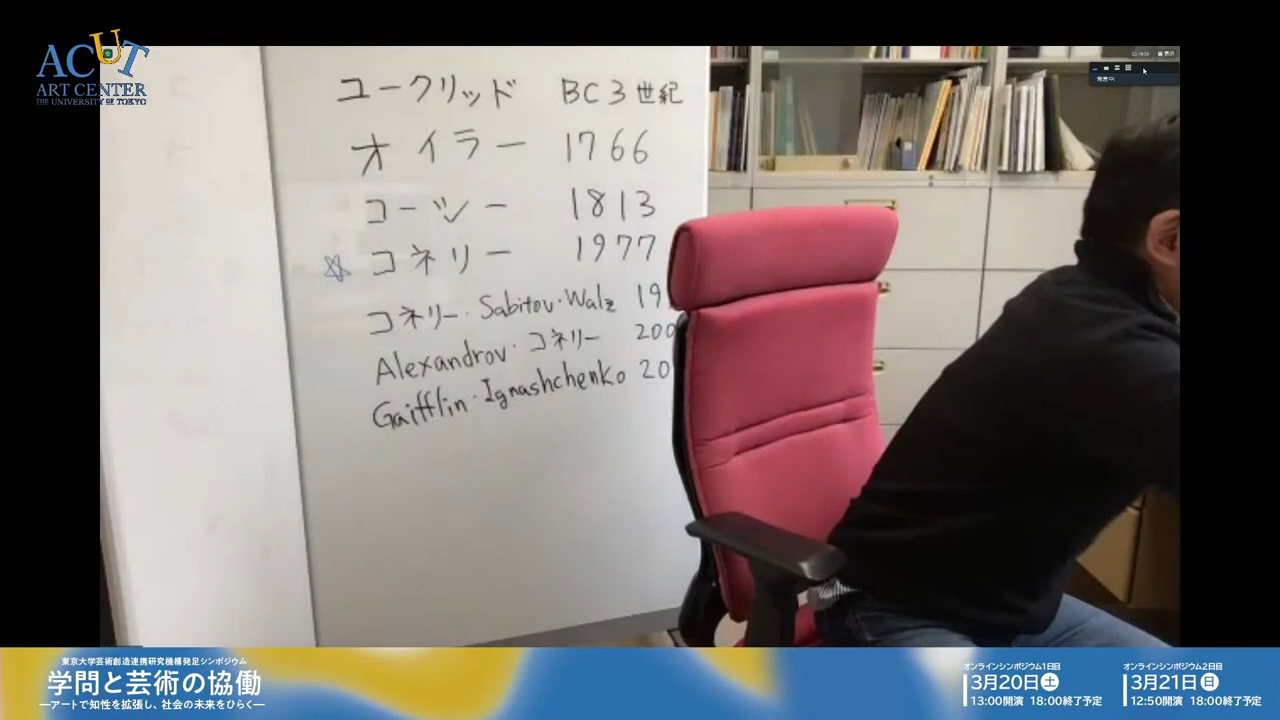 ACUT
ART CENTER
THE UNIVERSITY OF TOKYO
ユークリッド BC3世紀
オイラー 1766
コーシー 1813
☆ コネリー 1977
コネリー・Sabitov・Walz 19
Alexandrov・コネリー 200
Gaifflin・Ignashchenko 20
東京大学芸術創造連携研究機構発足シンポジウム
学問と芸術の協働
―アートで知性を拡張し、社会の未来をひらく―
オンラインシンポジウム1日目
3月20日 土
13:00開演 18:00終了予定
オンラインシンポジウム2日目
3月21日 日
12:50開演 18:00終了予定